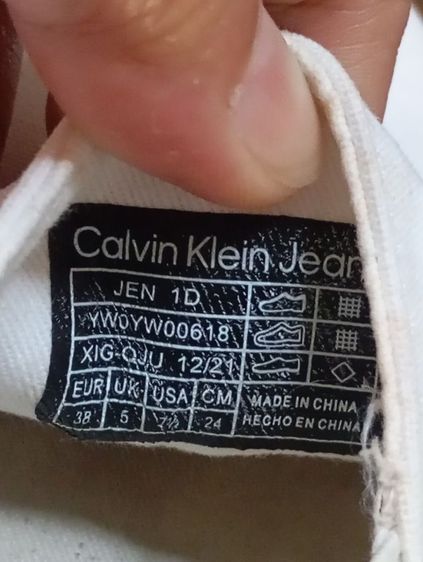 Calvin Klein Jean
JEN 1D
YW0YW00618
XIG-QJU 12/21
EUR UK USA CM
38 5 7½ 24
MADE IN CHINA
HECHO EN CHINA